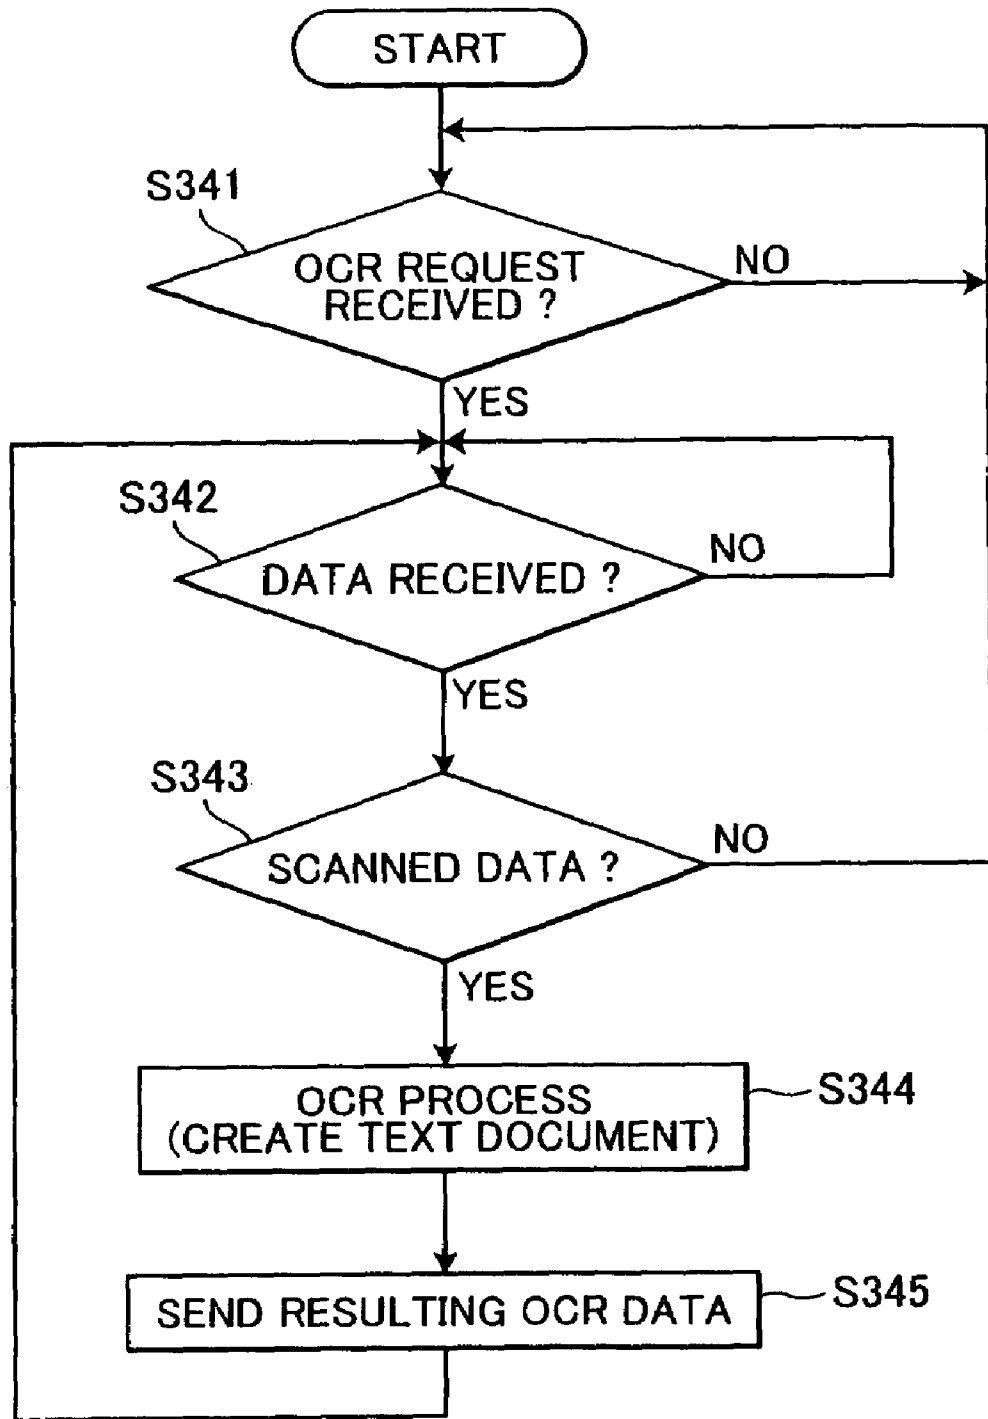 START
S341
OCR REQUEST
RECEIVED ?
NO
YES
S342
DATA RECEIVED ?
NO
YES
S343
SCANNED DATA ?
NO
YES
OCR PROCESS
(CREATE TEXT DOCUMENT)
S344
SEND RESULTING OCR DATA
S345